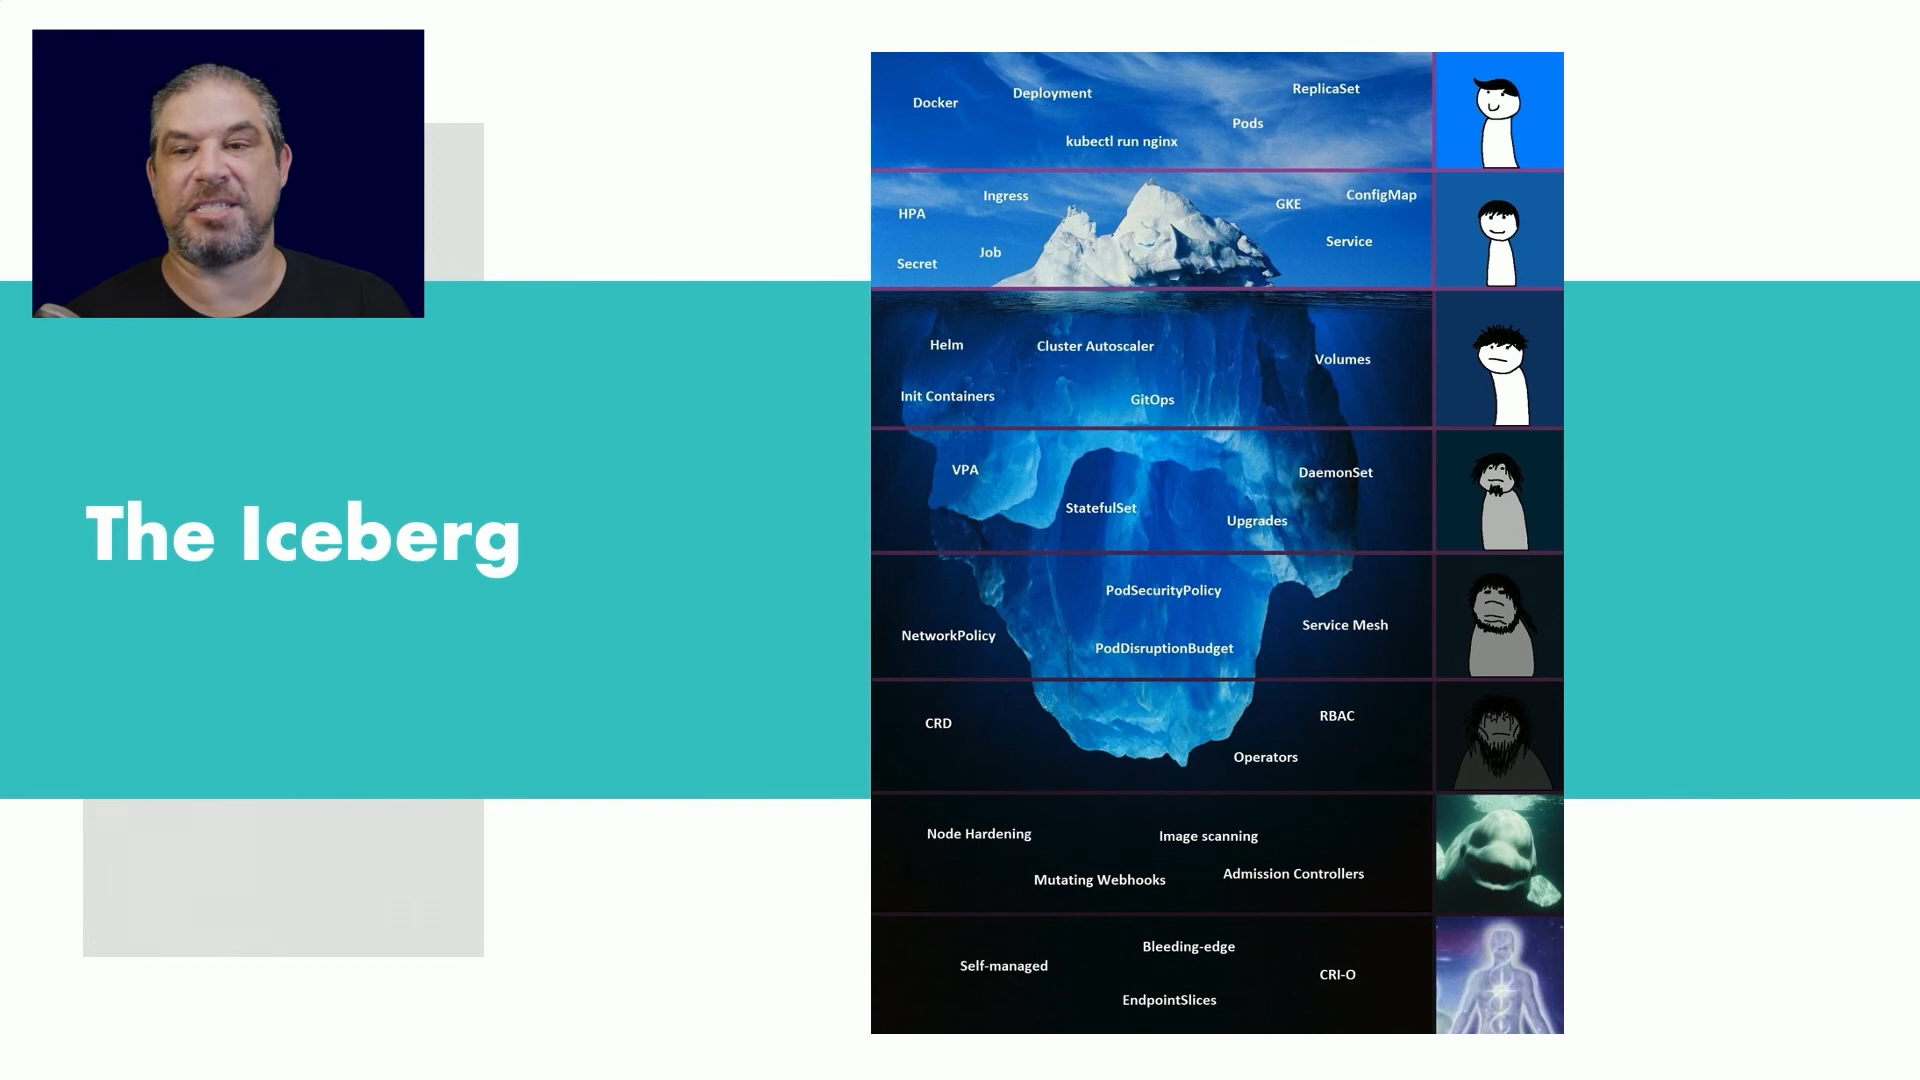 The Iceberg
Docker
Deployment
ReplicaSet
Pods
kubectl run nginx
HPA
Ingress
GKE
ConfigMap
Service
Secret
Job
Helm
Cluster Autoscaler
Volumes
Init Containers
GitOps
VPA
DaemonSet
StatefulSet
Upgrades
PodSecurityPolicy
NetworkPolicy
Service Mesh
PodDisruptionBudget
CRD
RBAC
Operators
Node Hardening
Image scanning
Mutating Webhooks
Admission Controllers
Bleeding-edge
Self-managed
CRI-O
EndpointSlices